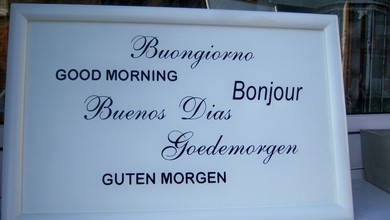 Buongiorno
GOOD MORNING
Bonjour
Buenos Dias
Goedemorgen
GUTEN MORGEN